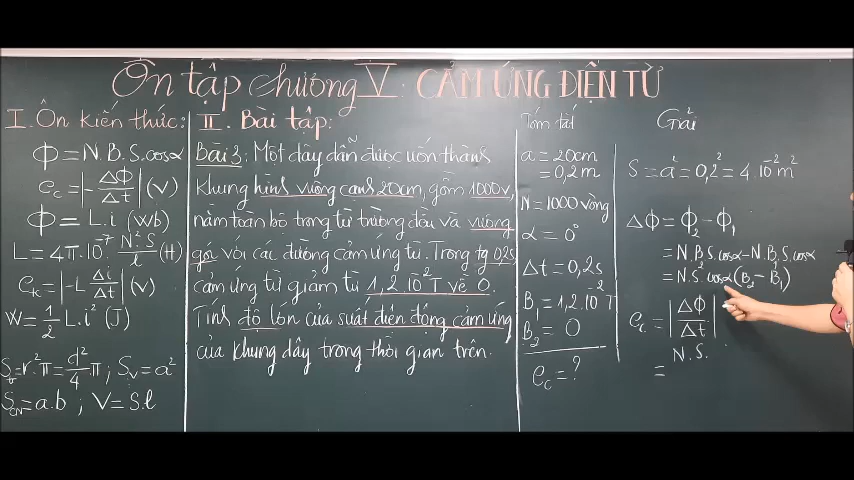 Ôn tập chương V: CẢM ỨNG ĐIỆN TỪ
I. Ôn kiến thức:
Φ = N.B.S.cosα
e_c = |-ΔΦ/Δt| (V)
Φ = L.i (Wb)
L = 4π.10⁻⁷ N².S/l (H)
e_tc = |-L Δi/Δt| (V)
W = 1/2 L.i² (J)
S_tr = r².π = d²/4 π ; S_V = a²
S_CN = a.b ; V = S.l
II. Bài tập:
Bài 3: Một dây dẫn được uốn thành
khung hình vuông cạnh 20cm, gồm 1000v,
nằm toàn bộ trong từ trường đều và vuông
góc với các đường cảm ứng từ. Trong tg 0,2s
cảm ứng từ giảm từ 1,2.10⁻²T về 0.
Tính độ lớn của suất điện động cảm ứng
của khung dây trong thời gian trên.
Tóm tắt
a = 20cm
= 0,2m
N = 1000 vòng
α = 0°
Δt = 0,2s
B₁ = 1,2.10⁻² T
B₂ = 0
e_c = ?
Giải
S = a² = 0,2² = 4.10⁻² m²
ΔΦ = Φ₂ - Φ₁
= N.B₂.S.cosα - N.B₁.S.cosα
= N.S.cosα(B₂ - B₁)
e_c = |ΔΦ/Δt|
N.S.
=